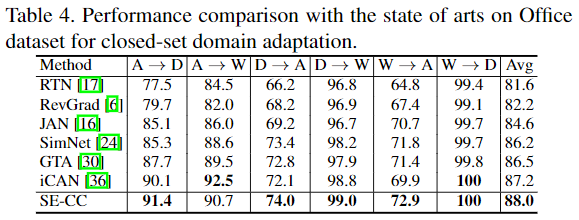 Table 4. Performance comparison with the state of arts on Office
dataset for closed-set domain adaptation.
Method A → D A → W D → A D → W W → A W → D Avg
RTN [17] 77.5 84.5 66.2 96.8 64.8 99.4 81.6
RevGrad [6] 79.7 82.0 68.2 96.9 67.4 99.1 82.2
JAN [16] 85.1 86.0 69.2 96.7 70.7 99.7 84.6
SimNet [24] 85.3 88.6 73.4 98.2 71.8 99.7 86.2
GTA [30] 87.7 89.5 72.8 97.9 71.4 99.8 86.5
iCAN [36] 90.1 92.5 72.1 98.8 69.9 100 87.2
SE-CC 91.4 90.7 74.0 99.0 72.9 100 88.0